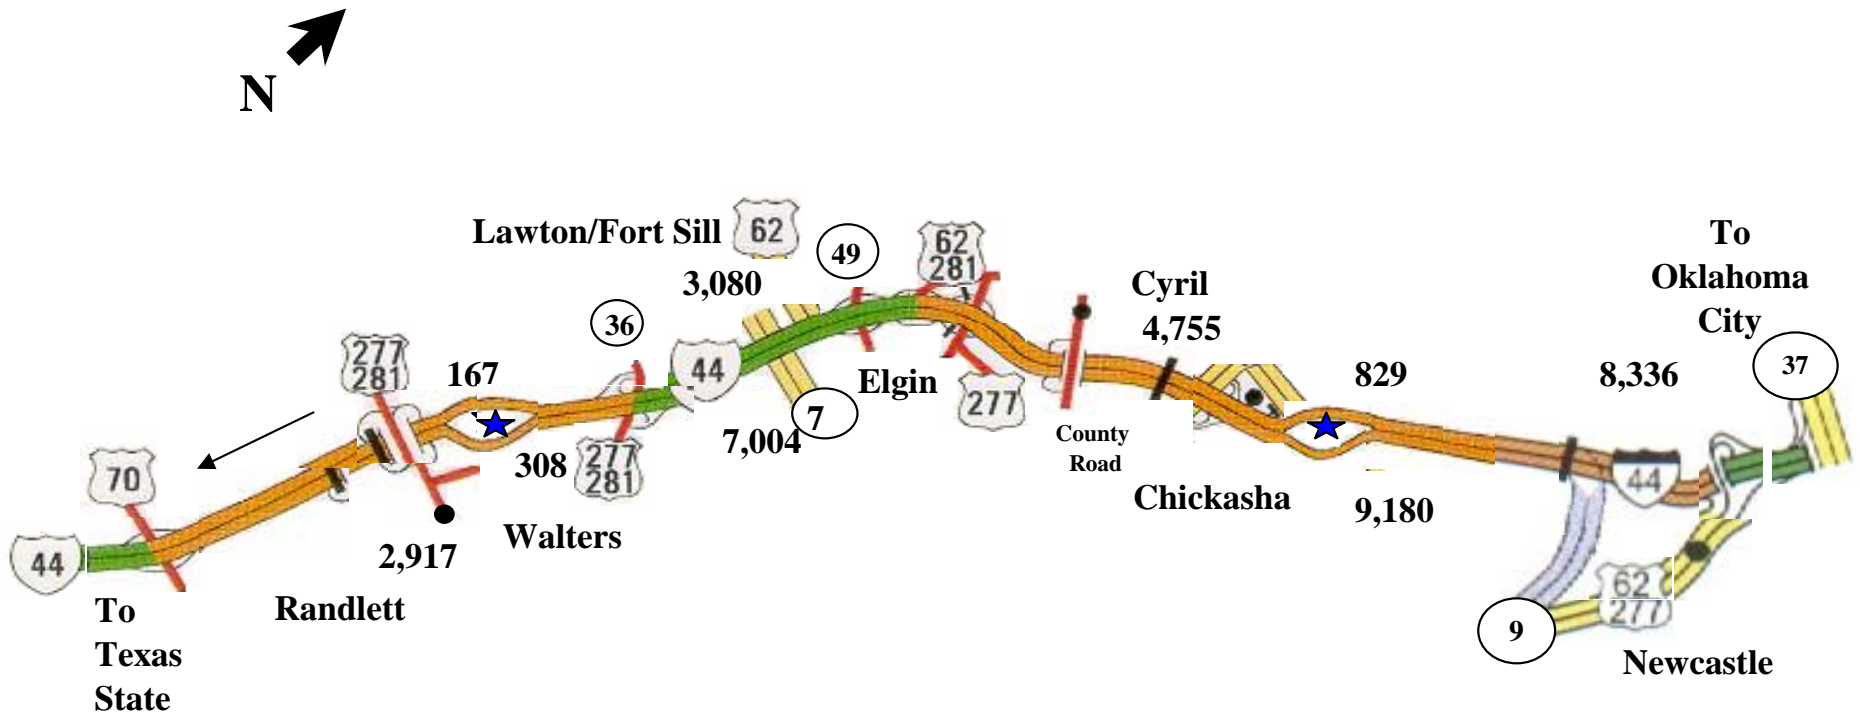 N
Lawton/Fort Sill
62
3,080
49
62
281
To
Oklahoma
City
37
Cyril
4,755
36
277
281
167
44
Elgin
277
829
8,336
7
7,004
County
Road
308
277
281
70
Walters
Chickasha
9,180
44
44
2,917
Randlett
To
Texas
State
62
277
9
Newcastle